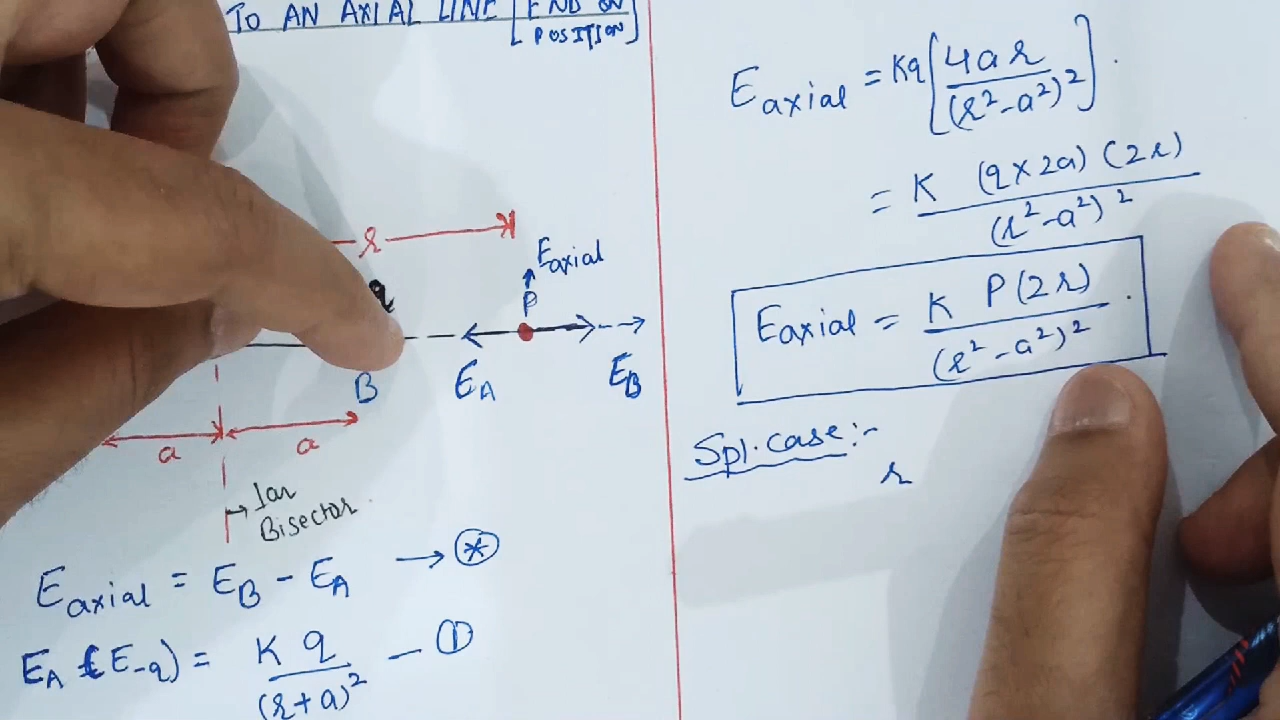 TO AN AXIAL LINE [END ON
POSITION]
r
Eaxial
P
q
B
EA
EB
a
a
→ ⊥ar
Bisector.
Eaxial = EB - EA → ⊛
EA (E-q) = Kq/(r+a)² — ①
Eaxial = Kq[4ar/(r²-a²)²].
= K (q×2a) (2r)/(r²-a²)²
Eaxial = K P(2r)/(r²-a²)².
Spl.case:-
r